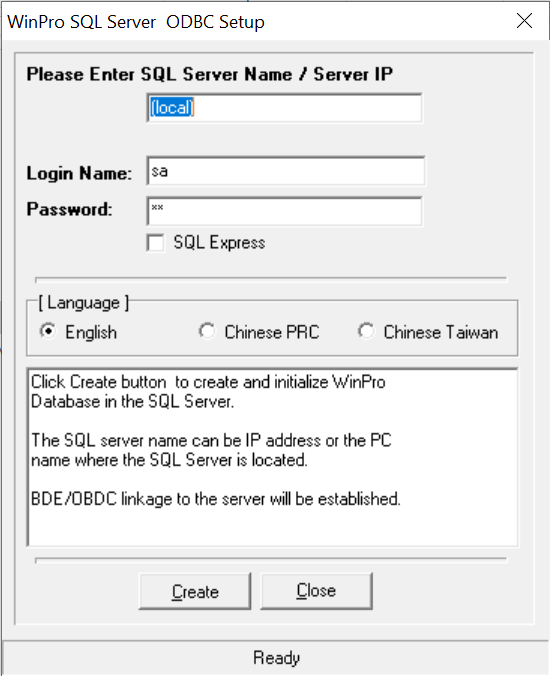 WinPro SQL Server  ODBC Setup
Please Enter SQL Server Name / Server IP
(local)
Login Name: sa
Password: **
SQL Express
[ Language ]
English Chinese PRC Chinese Taiwan
Click Create button  to create and initialize WinPro
Database in the SQL Server.
The SQL server name can be IP address or the PC
name where the SQL Server is located.
BDE/OBDC linkage to the server will be established.
Create Close
Ready